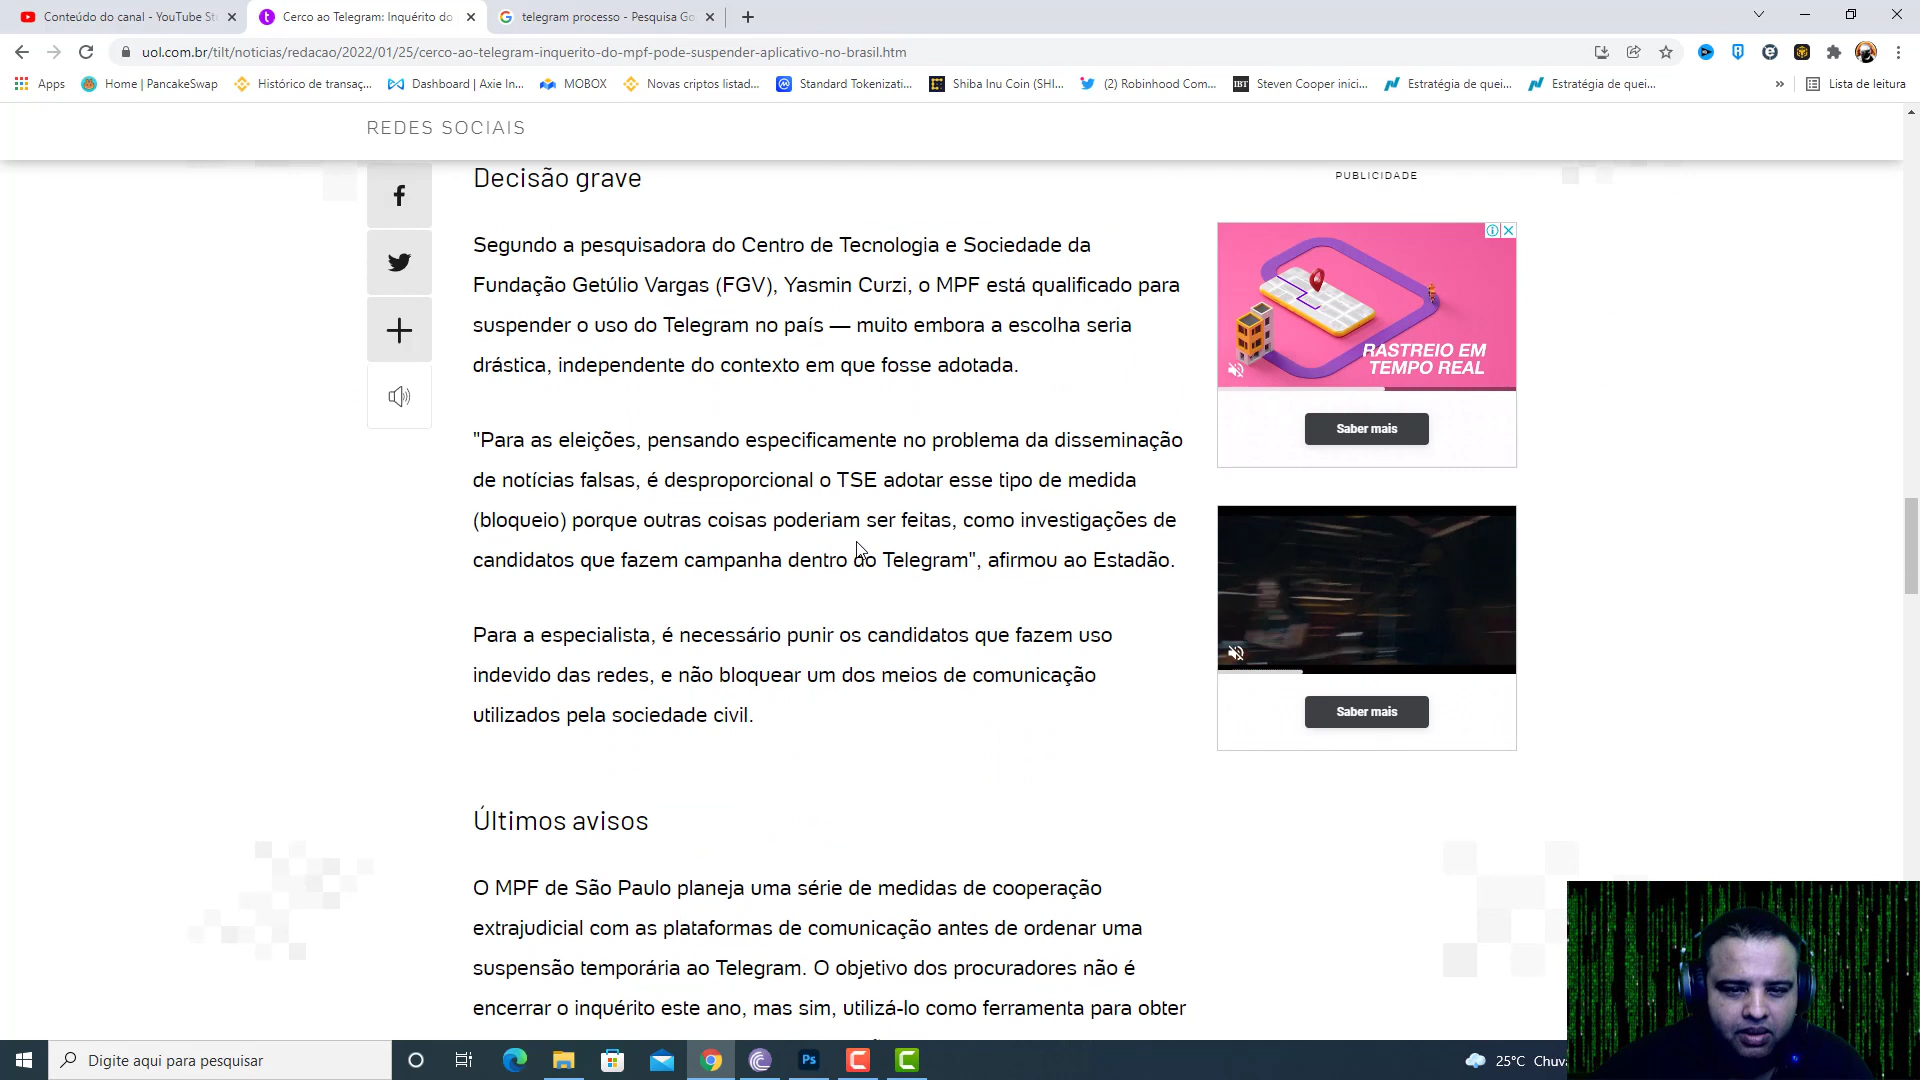 Conteúdo do canal - YouTube St
Cerco ao Telegram: Inquérito do
telegram processo - Pesquisa Go
uol.com.br/tilt/noticias/redacao/2022/01/25/cerco-ao-telegram-inquerito-do-mpf-pode-suspender-aplicativo-no-brasil.htm
Apps
Home | PancakeSwap
Histórico de transaç...
Dashboard | Axie In...
MOBOX
Novas criptos listad...
Standard Tokenizati...
Shiba Inu Coin (SHI...
(2) Robinhood Com...
IBT
Steven Cooper inici...
Estratégia de quei...
Estratégia de quei...
»
Lista de leitura
REDES SOCIAIS
Decisão grave
PUBLICIDADE
Segundo a pesquisadora do Centro de Tecnologia e Sociedade da
Fundação Getúlio Vargas (FGV), Yasmin Curzi, o MPF está qualificado para
suspender o uso do Telegram no país — muito embora a escolha seria
drástica, independente do contexto em que fosse adotada.
RASTREIO EM
TEMPO REAL
Saber mais
"Para as eleições, pensando especificamente no problema da disseminação
de notícias falsas, é desproporcional o TSE adotar esse tipo de medida
(bloqueio) porque outras coisas poderiam ser feitas, como investigações de
candidatos que fazem campanha dentro do Telegram", afirmou ao Estadão.
Para a especialista, é necessário punir os candidatos que fazem uso
indevido das redes, e não bloquear um dos meios de comunicação
utilizados pela sociedade civil.
Saber mais
Últimos avisos
O MPF de São Paulo planeja uma série de medidas de cooperação
extrajudicial com as plataformas de comunicação antes de ordenar uma
suspensão temporária ao Telegram. O objetivo dos procuradores não é
encerrar o inquérito este ano, mas sim, utilizá-lo como ferramenta para obter
Digite aqui para pesquisar
Ps
25°C Chuv